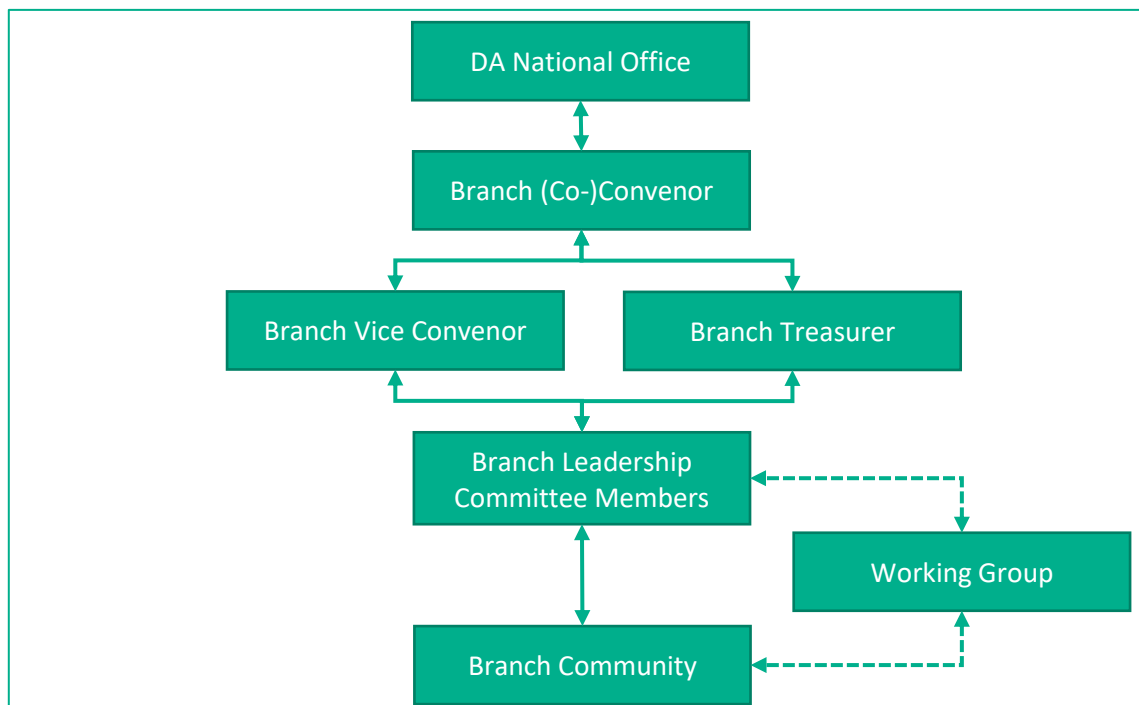 DA National Office
Branch (Co-)Convenor
Branch Vice Convenor
Branch Treasurer
Branch Leadership
Committee Members
Working Group
Branch Community